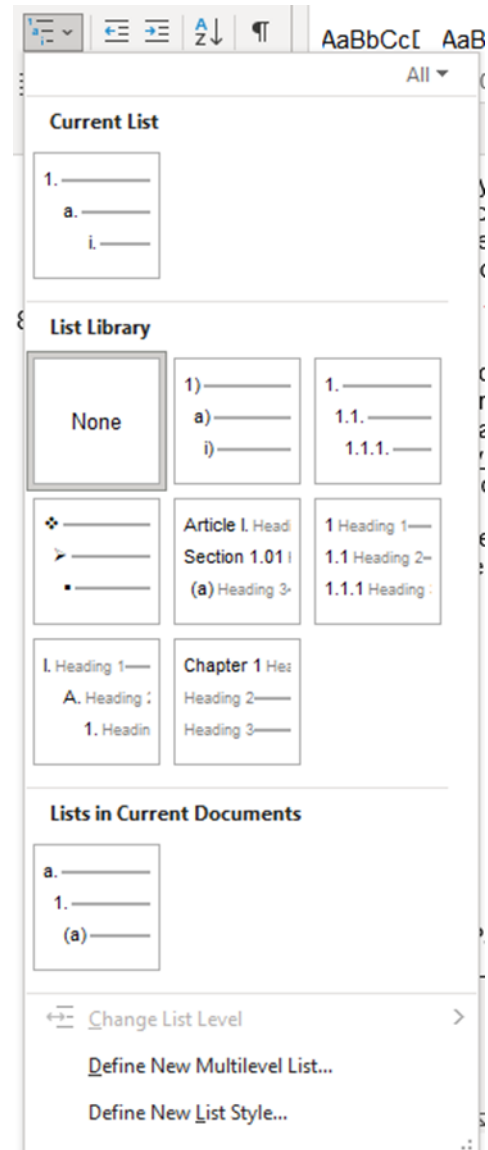 AaBbCc[ AaB
All
Current List
1.
a.
i.
List Library
None
1)
a)
i)
1.
1.1.
1.1.1.
Article I. Headi
Section 1.01
(a) Heading 3
1 Heading 1
1.1 Heading 2
1.1.1 Heading
I. Heading 1
A. Heading 2
1. Headin
Chapter 1 Hea
Heading 2
Heading 3
Lists in Current Documents
a.
1.
(a)
Change List Level
Define New Multilevel List...
Define New List Style...